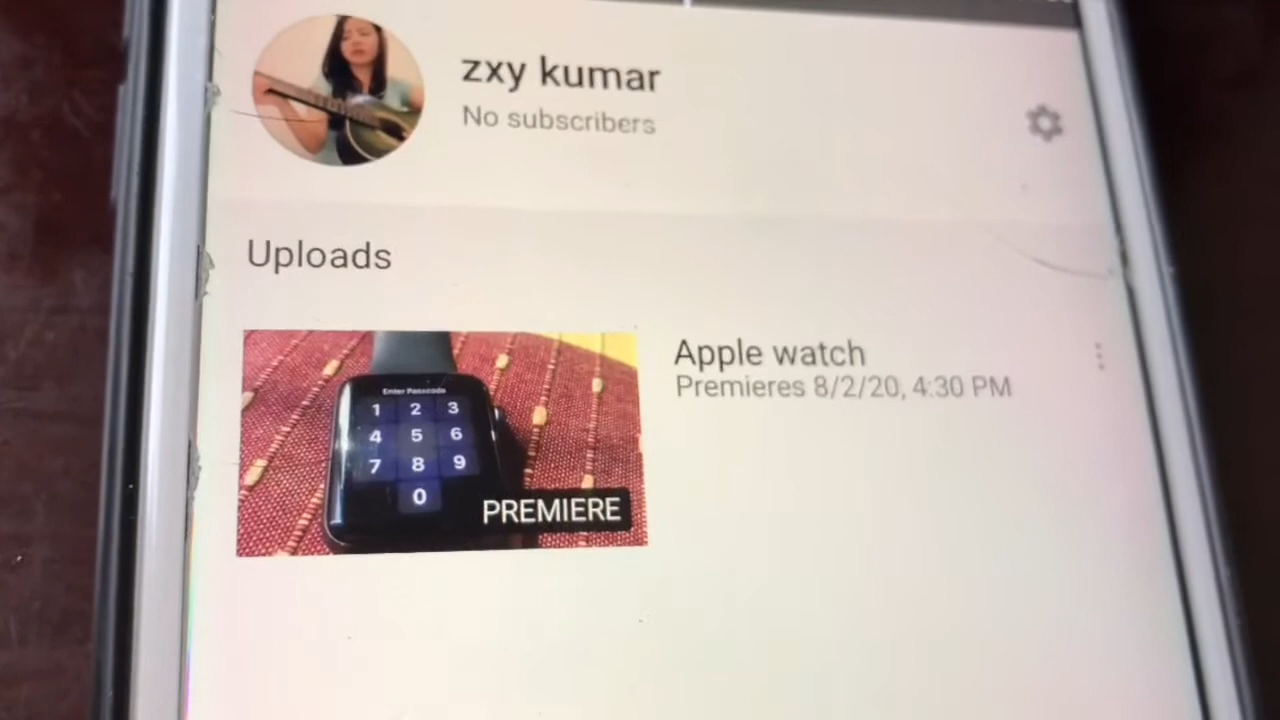 zxy kumar
No subscribers
Uploads
Apple watch
Premieres 8/2/20, 4:30 PM
Enter Passcode
1 2 3
4 5 6
7 8 9
0
PREMIERE